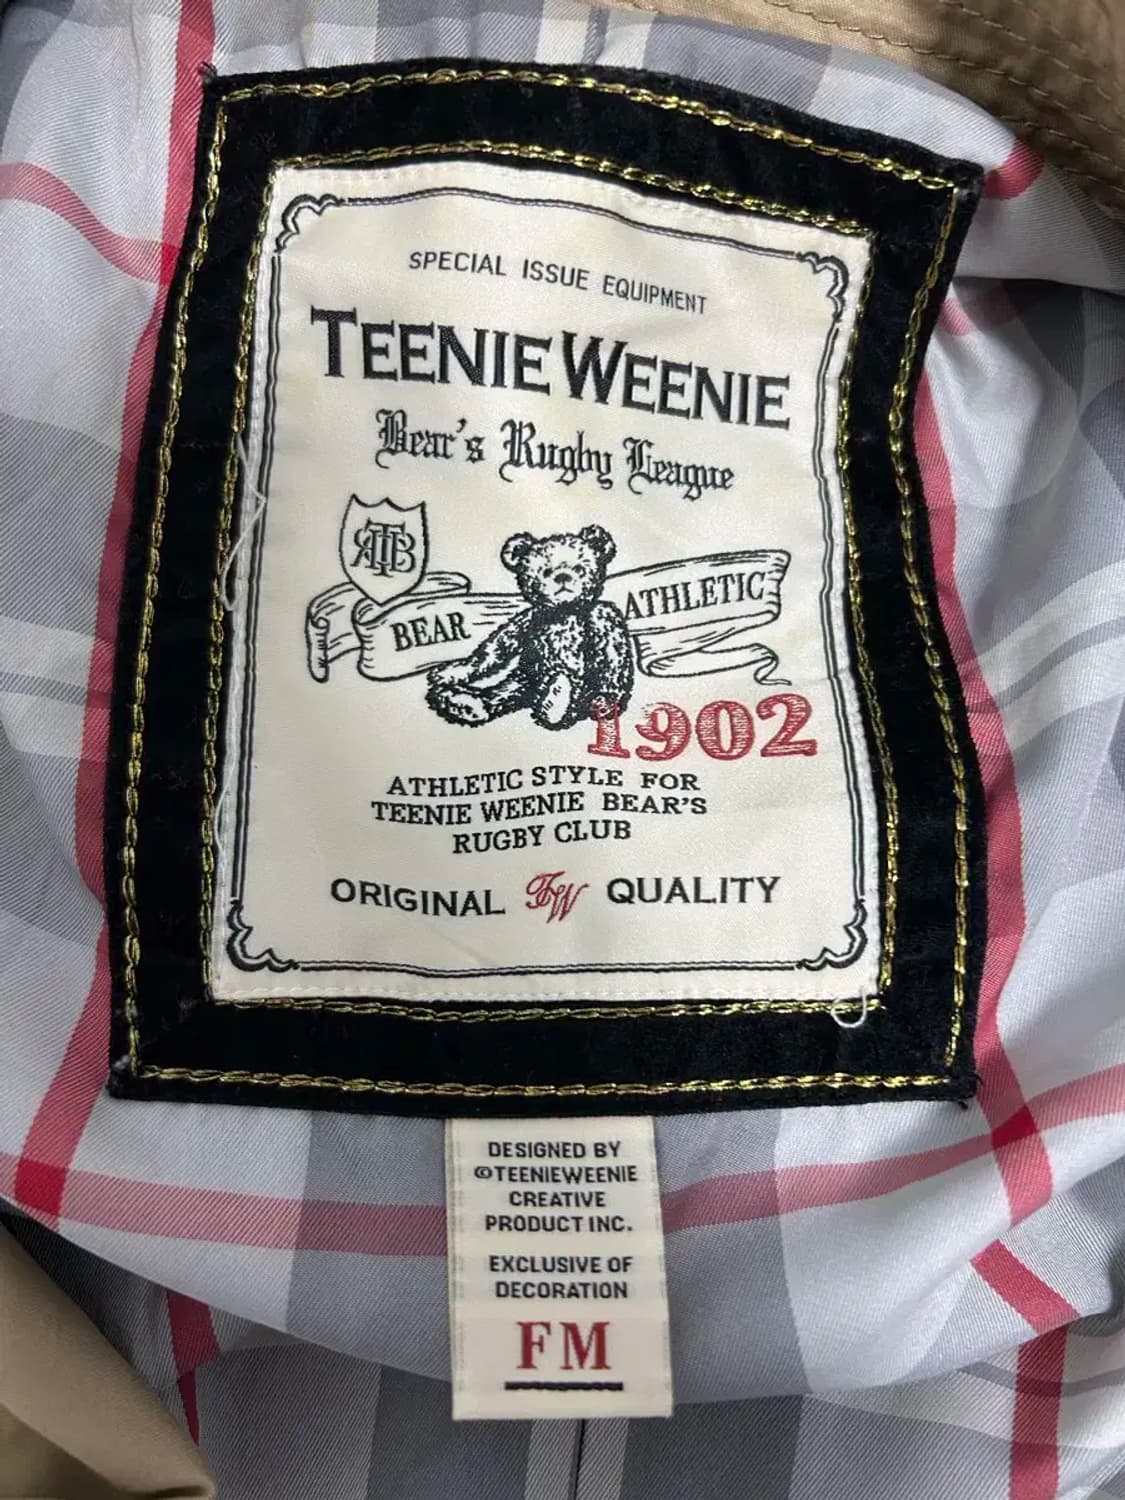 SPECIAL ISSUE EQUIPMENT
TEENIE WEENIE
Bear's Rugby League
BEAR ATHLETIC
1902
ATHLETIC STYLE FOR
TEENIE WEENIE BEAR'S
RUGBY CLUB
ORIGINAL TW QUALITY
DESIGNED BY
©TEENIEWEENIE
CREATIVE
PRODUCT INC.
EXCLUSIVE OF
DECORATION
FM